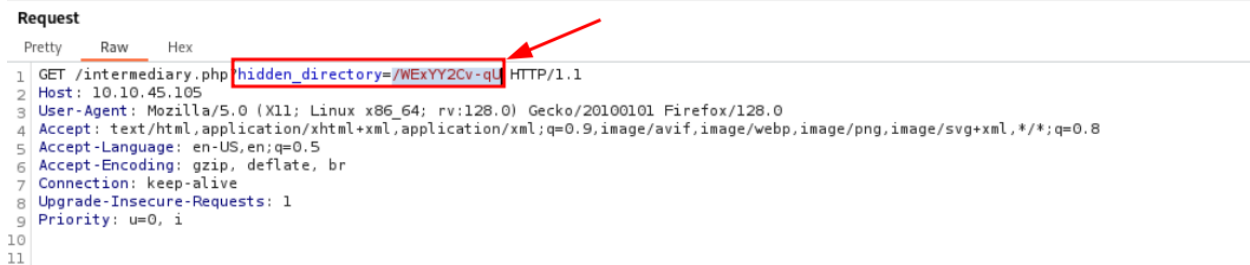 Request
Pretty Raw Hex
1 GET /intermediary.php?hidden_directory=/WExYY2Cv-qU HTTP/1.1
2 Host: 10.10.45.105
3 User-Agent: Mozilla/5.0 (X11; Linux x86_64; rv:128.0) Gecko/20100101 Firefox/128.0
4 Accept: text/html,application/xhtml+xml,application/xml;q=0.9,image/avif,image/webp,image/png,image/svg+xml,*/*;q=0.8
5 Accept-Language: en-US,en;q=0.5
6 Accept-Encoding: gzip, deflate, br
7 Connection: keep-alive
8 Upgrade-Insecure-Requests: 1
9 Priority: u=0, i
10
11